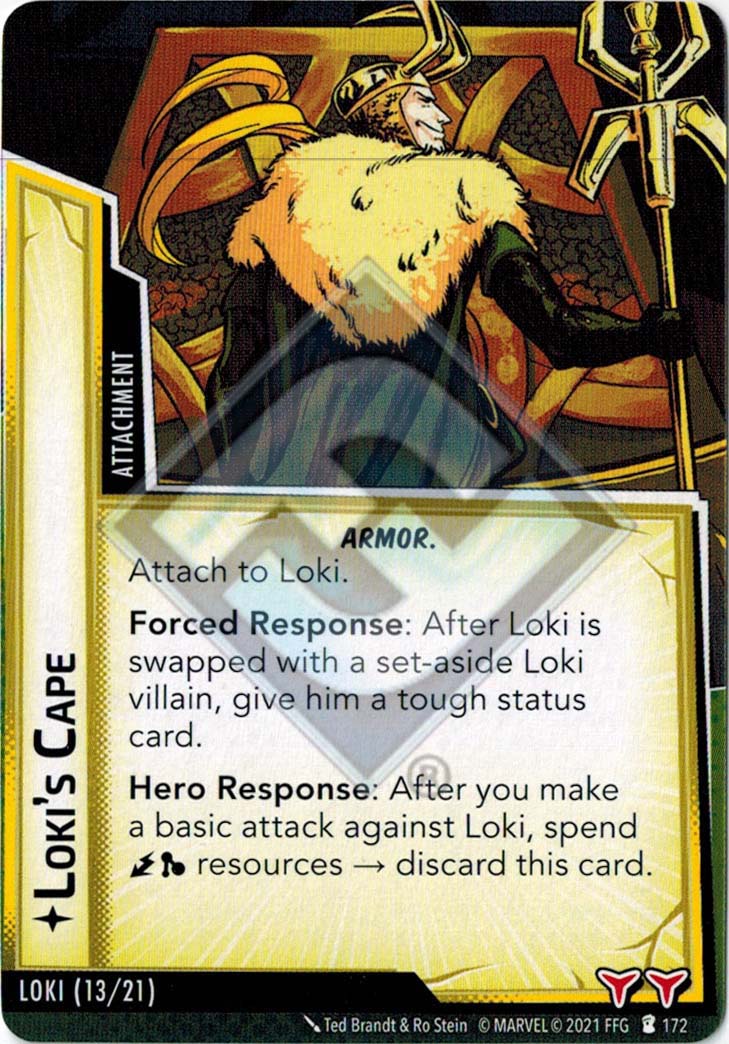 ATTACHMENT
LOKI'S CAPE
ARMOR.
Attach to Loki.
Forced Response: After Loki is
swapped with a set-aside Loki
villain, give him a tough status
card.
Hero Response: After you make
a basic attack against Loki, spend
resources → discard this card.
®
LOKI (13/21)
Ted Brandt & Ro Stein © MARVEL © 2021 FFG 172